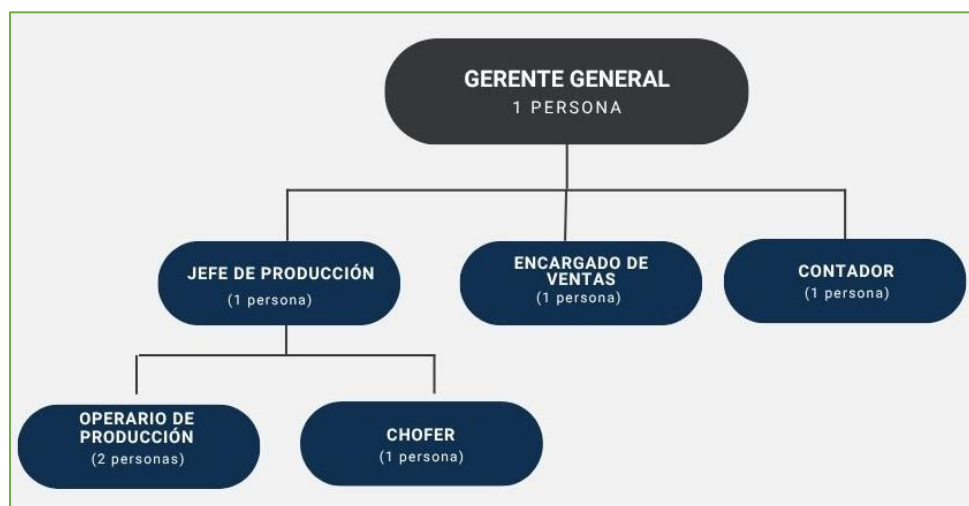 GERENTE GENERAL
1 PERSONA
JEFE DE PRODUCCIÓN
(1 persona)
ENCARGADO DE
VENTAS
(1 persona)
CONTADOR
(1 persona)
OPERARIO DE
PRODUCCIÓN
(2 personas)
CHOFER
(1 persona)